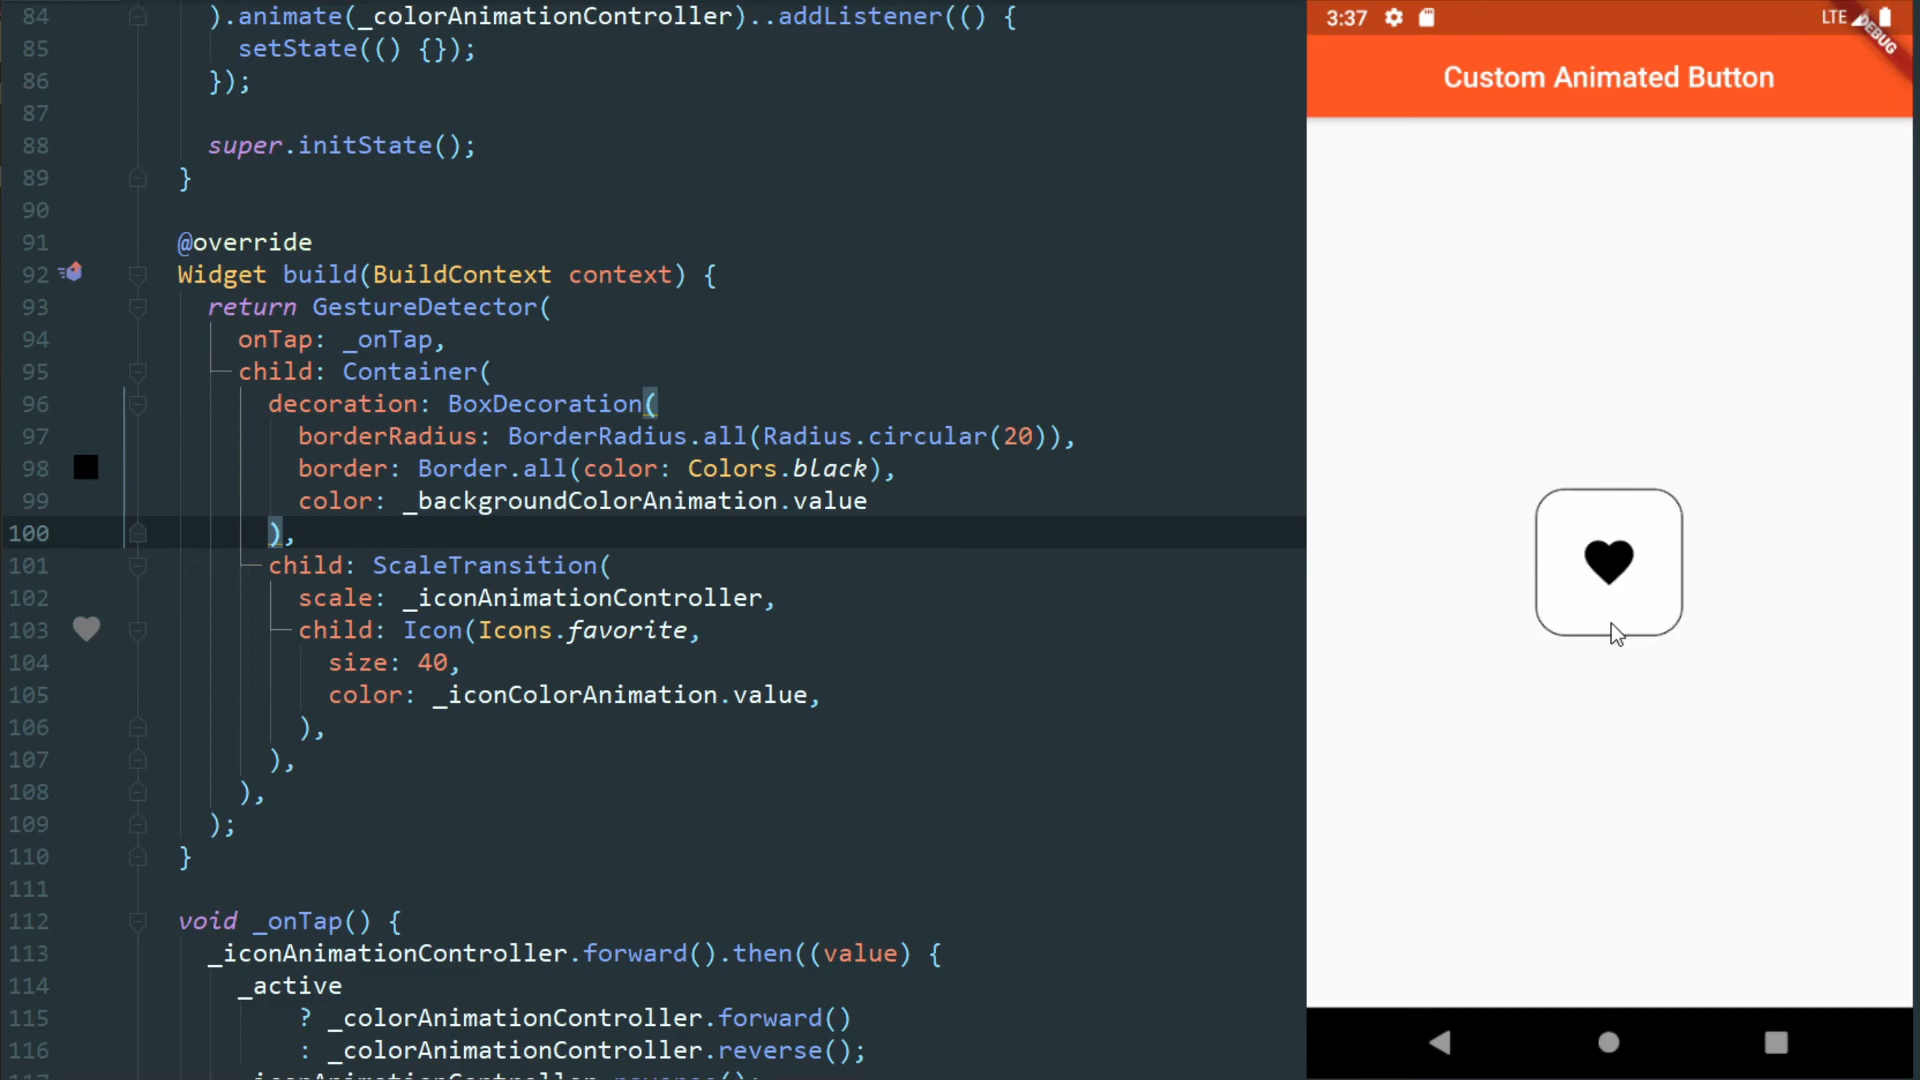 84 ).animate(_colorAnimationController)..addListener(() {
85 setState(() {});
86 });
87
88 super.initState();
89 }
90
91 @override
92 Widget build(BuildContext context) {
93 return GestureDetector(
94 onTap: _onTap,
95 child: Container(
96 decoration: BoxDecoration(
97 borderRadius: BorderRadius.all(Radius.circular(20)),
98 border: Border.all(color: Colors.black),
99 color: _backgroundColorAnimation.value
100 ),
101 child: ScaleTransition(
102 scale: _iconAnimationController,
103 child: Icon(Icons.favorite,
104 size: 40,
105 color: _iconColorAnimation.value,
106 ),
107 ),
108 ),
109 );
110 }
111
112 void _onTap() {
113 _iconAnimationController.forward().then((value) {
114 _active
115 ? _colorAnimationController.forward()
116 : _colorAnimationController.reverse();
3:37 LTE
DEBUG
Custom Animated Button